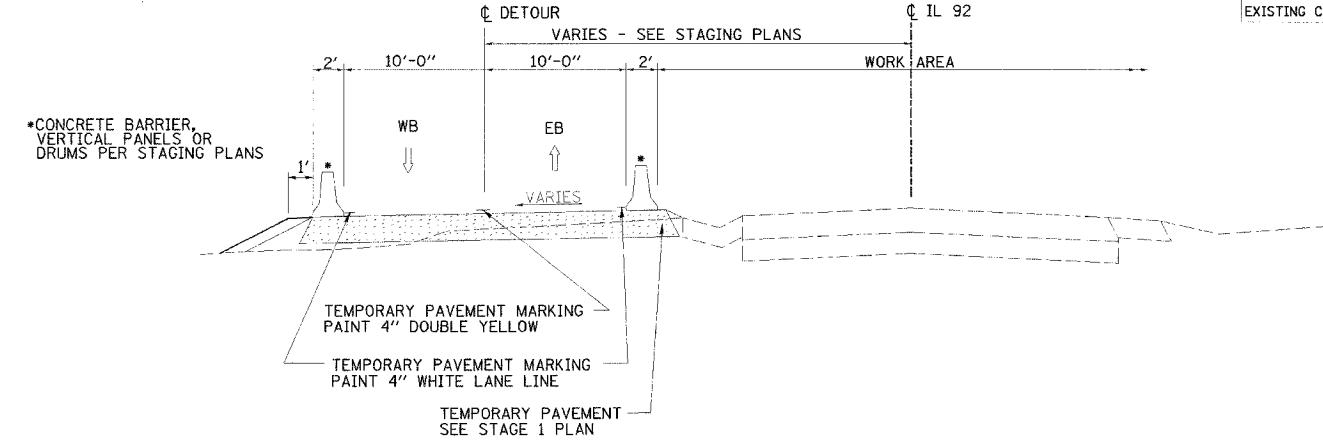 ℄ DETOUR
℄ IL 92
EXISTING C
VARIES - SEE STAGING PLANS
2' 10'-0" 10'-0" 2' WORK AREA
*CONCRETE BARRIER,
VERTICAL PANELS OR
DRUMS PER STAGING PLANS
WB
EB
1'
*
*
VARIES
TEMPORARY PAVEMENT MARKING
PAINT 4" DOUBLE YELLOW
TEMPORARY PAVEMENT MARKING
PAINT 4" WHITE LANE LINE
TEMPORARY PAVEMENT
SEE STAGE 1 PLAN